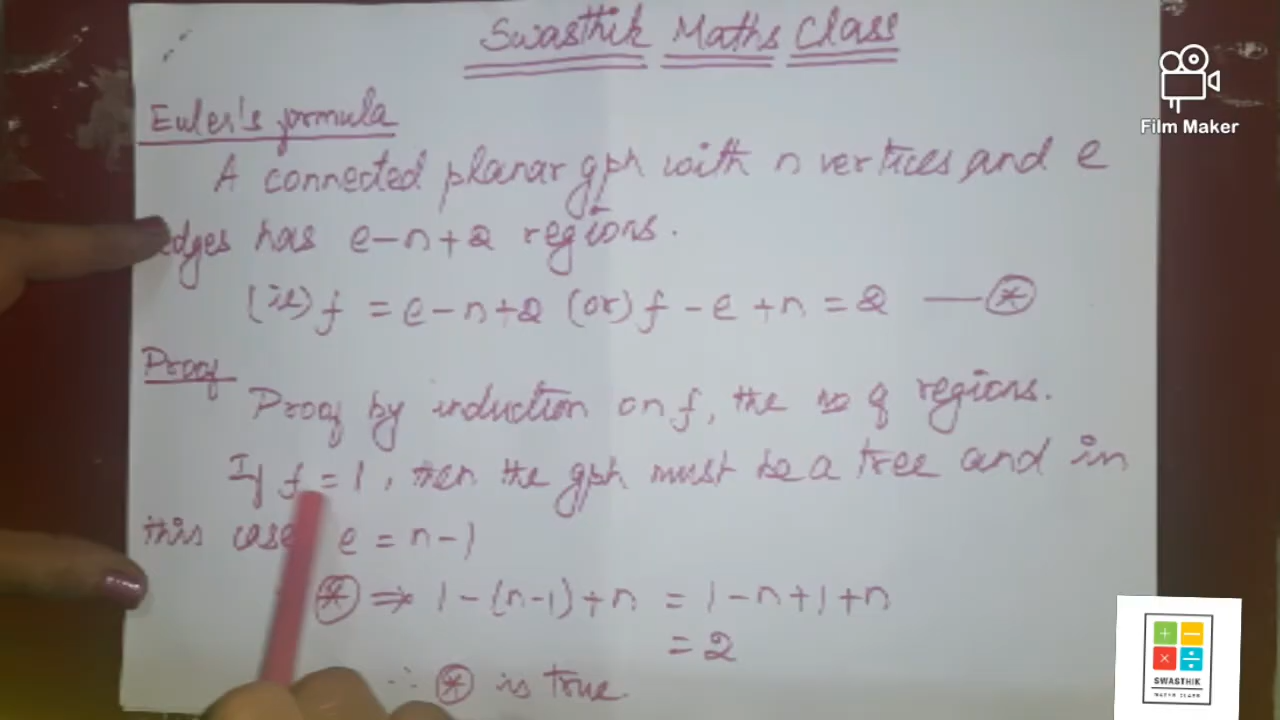 Swasthik Maths Class
Film Maker
Euler's formula
A connected planar gph with n vertices and e
edges has e-n+2 regions.
(ie) f = e-n+2 (or) f - e + n = 2 — (*)
Proof
Proof by induction on f, the no of regions.
If f = 1, then the gph must be a tree and in
this case e = n-1
(*) ⇒ 1-(n-1)+n = 1-n+1+n
= 2
∴ (*) is true.
SWASTHIK
MATHS CLASS